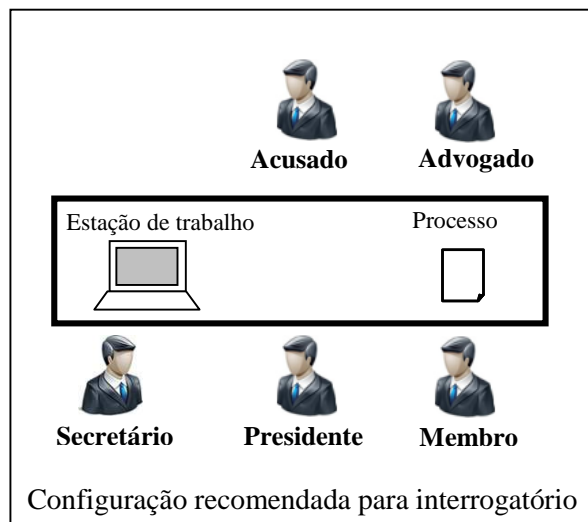 Acusado Advogado
Estação de trabalho Processo
Secretário Presidente Membro
Configuração recomendada para interrogatório